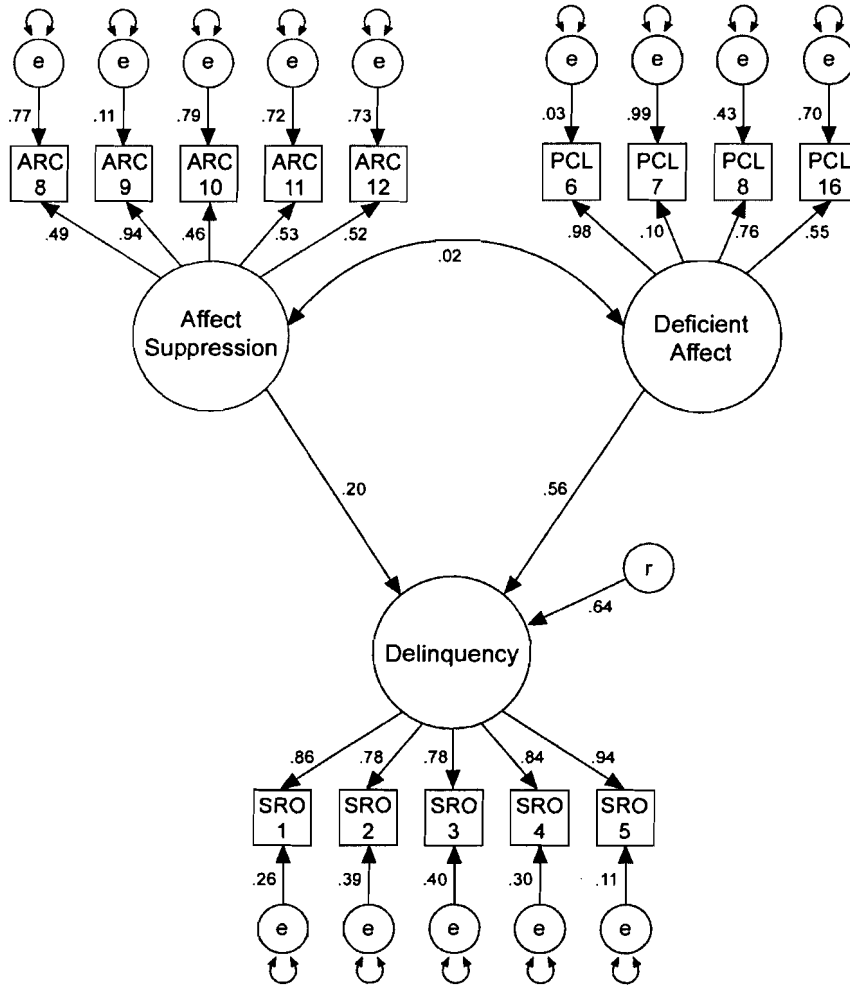 e e e e e e e e e
.77 .11 .79 .72 .73 .03 .99 .43 .70
ARC ARC ARC ARC ARC PCL PCL PCL PCL
8 9 10 11 12 6 7 8 16
.49 .94 .46 .53 .52 .98 .10 .76 .55
.02
Affect
Suppression
Deficient
Affect
.20 .56
r
.64
Delinquency
.86 .78 .78 .84 .94
SRO SRO SRO SRO SRO
1 2 3 4 5
.26 .39 .40 .30 .11
e e e e e